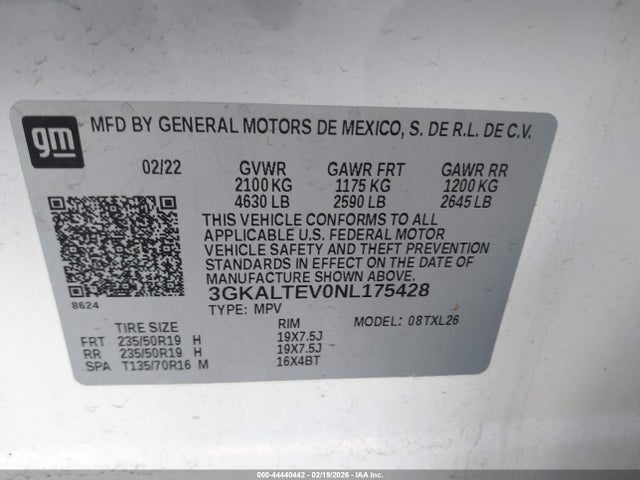 gm
MFD BY GENERAL MOTORS DE MEXICO, S. DE R.L. DE C.V.
02/22 GVWR GAWR FRT GAWR RR
2100 KG 1175 KG 1200 KG
4630 LB 2590 LB 2645 LB
THIS VEHICLE CONFORMS TO ALL
APPLICABLE U.S. FEDERAL MOTOR
VEHICLE SAFETY AND THEFT PREVENTION
STANDARDS IN EFFECT ON THE DATE OF
MANUFACTURE SHOWN ABOVE.
8624 3GKALTEV0NL175428
TYPE: MPV MODEL: 08TXL26
TIRE SIZE RIM
FRT 235/50R19 H 19X7.5J
RR 235/50R19 H 19X7.5J
SPA T135/70R16 M 16X4BT
000-44440442 - 02/19/2026 - IAAI.com